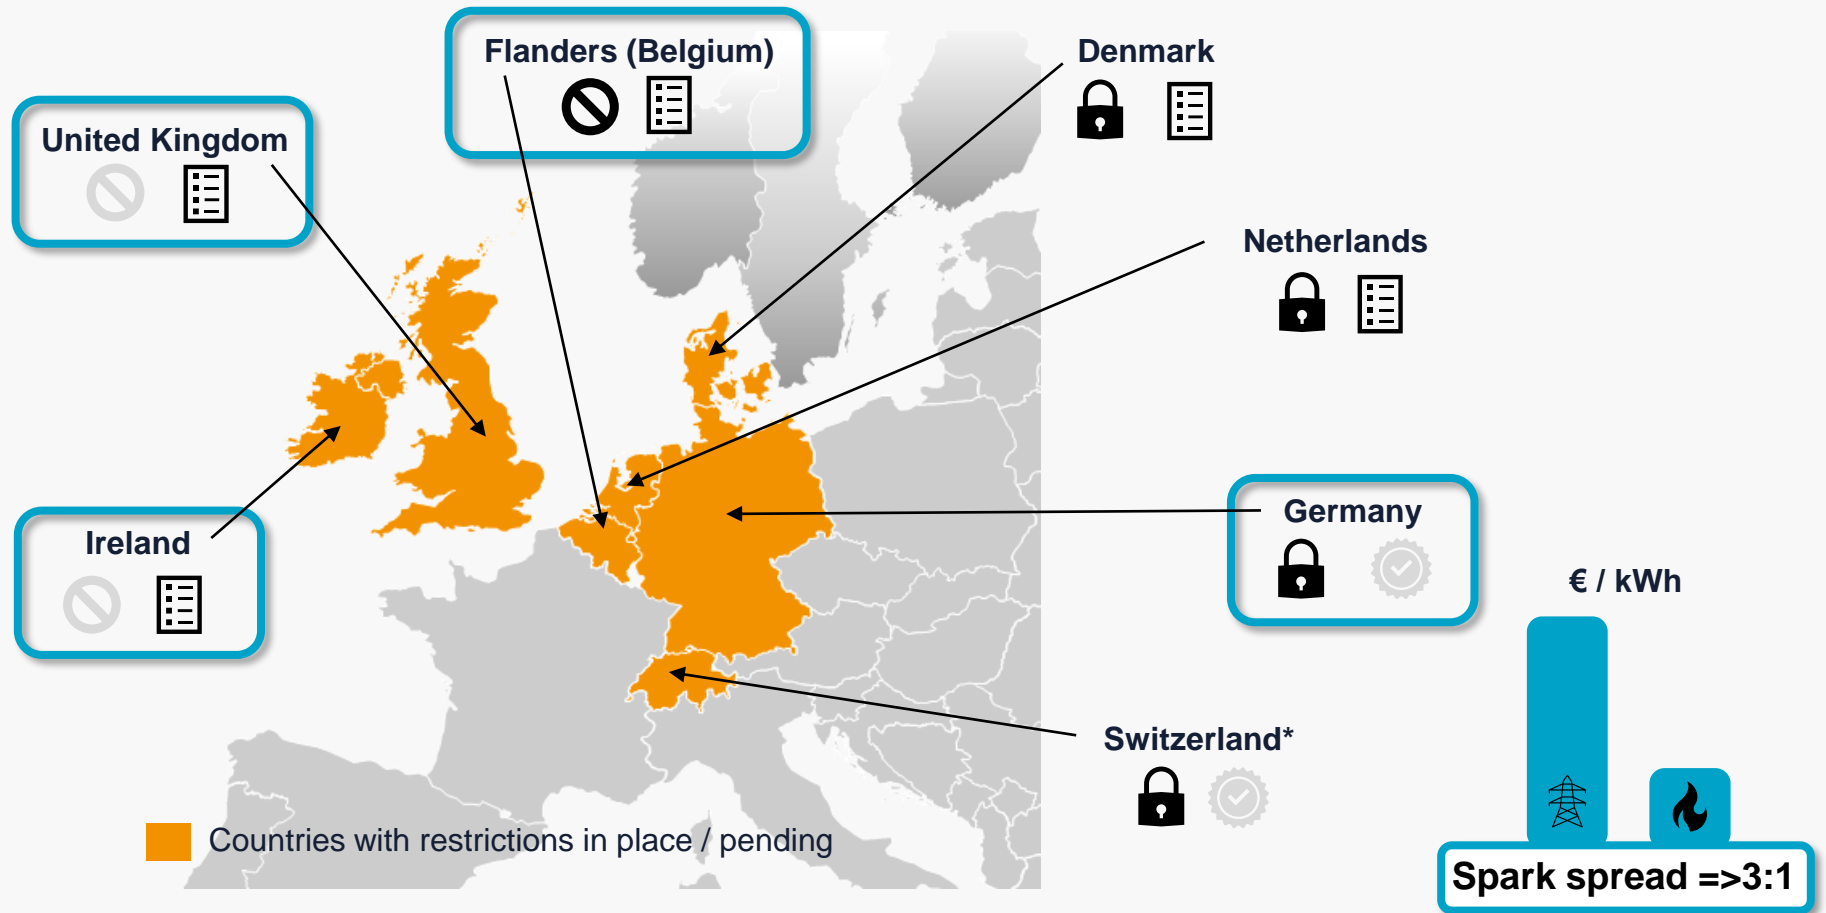 Flanders (Belgium)
Denmark
United Kingdom
Netherlands
Ireland
Germany
€ / kWh
Switzerland*
Countries with restrictions in place / pending
Spark spread =>3:1